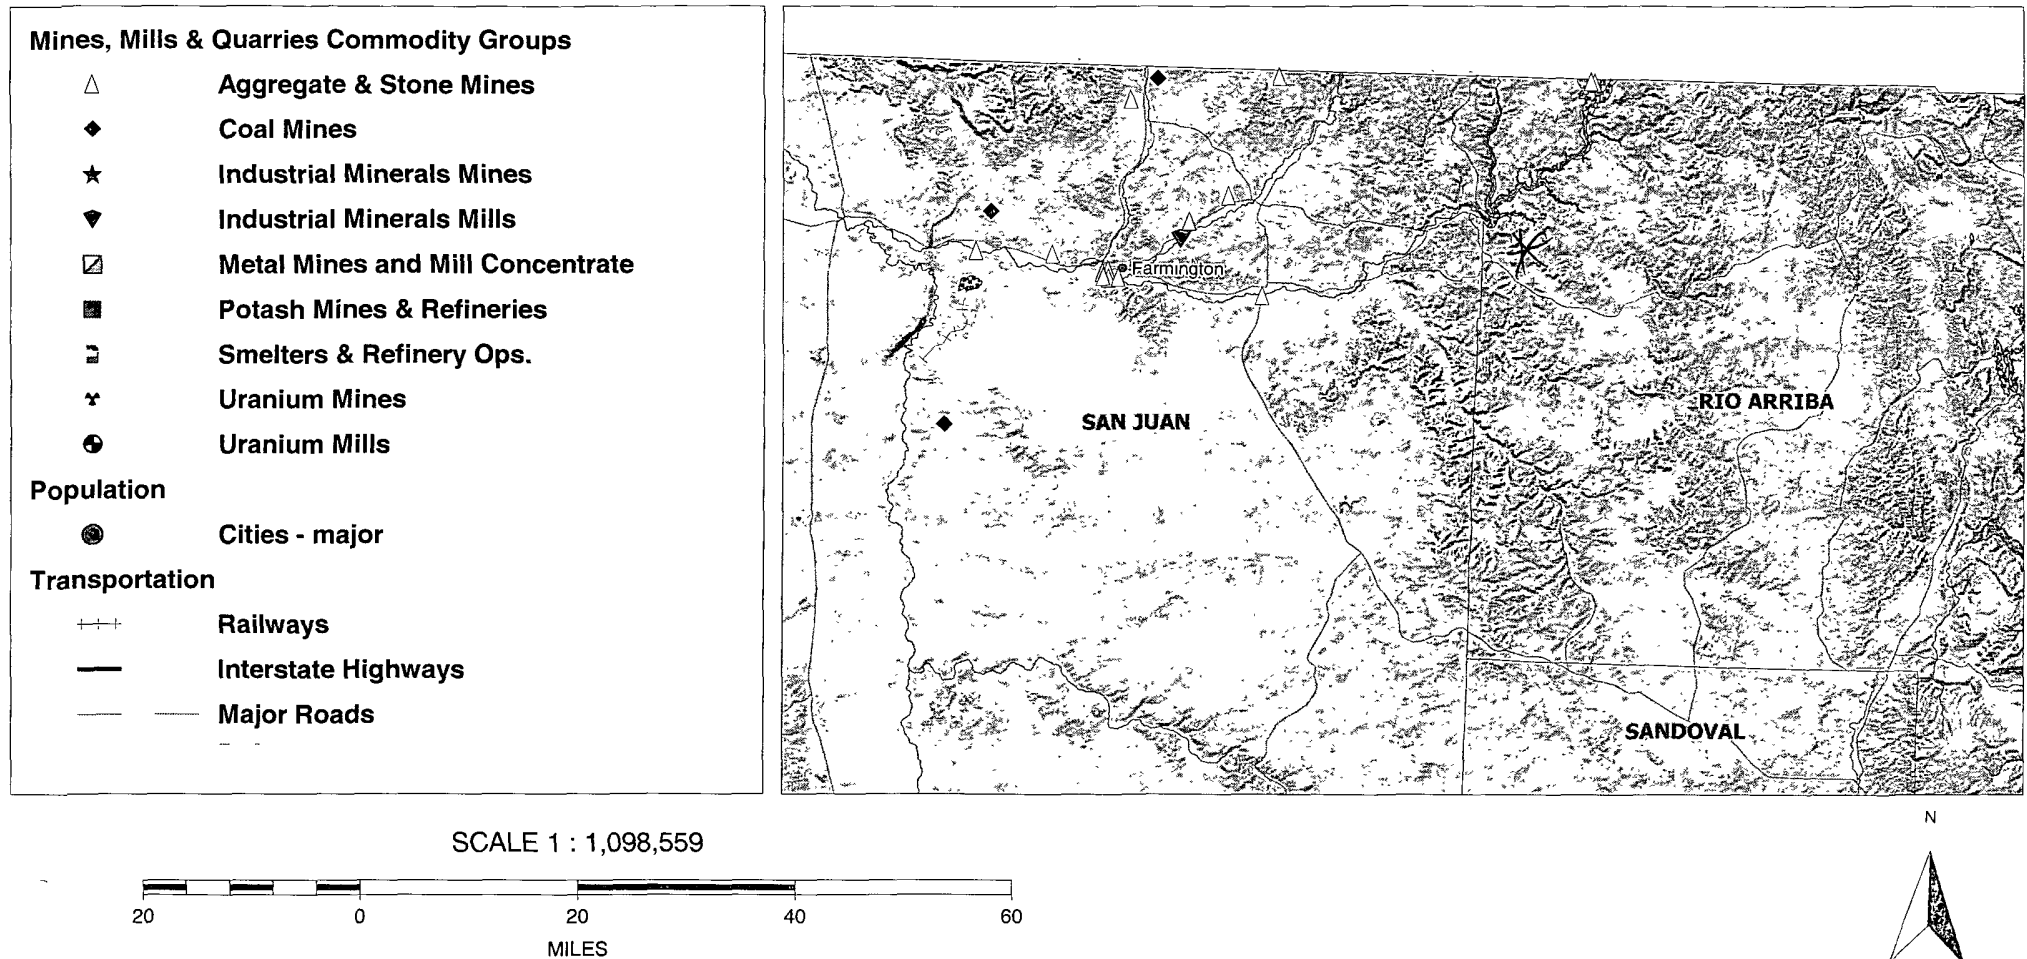 Mines, Mills & Quarries Commodity Groups
Aggregate & Stone Mines
Coal Mines
Industrial Minerals Mines
Industrial Minerals Mills
Metal Mines and Mill Concentrate
Potash Mines & Refineries
Smelters & Refinery Ops.
Uranium Mines
Uranium Mills
Population
Cities - major
Transportation
Railways
Interstate Highways
Major Roads
Farmington
SAN JUAN
RIO ARRIBA
SANDOVAL
SCALE 1 : 1,098,559
20 0 20 40 60
MILES
N